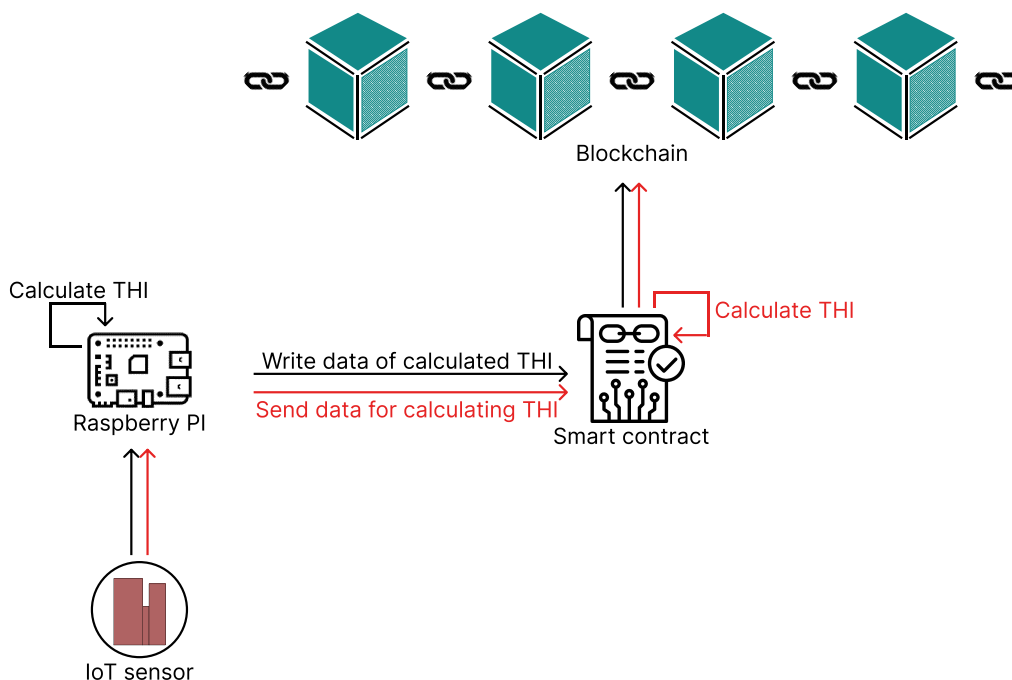 Blockchain
Calculate THI
Calculate THI
Write data of calculated THI
Send data for calculating THI
Raspberry PI
Smart contract
IoT sensor